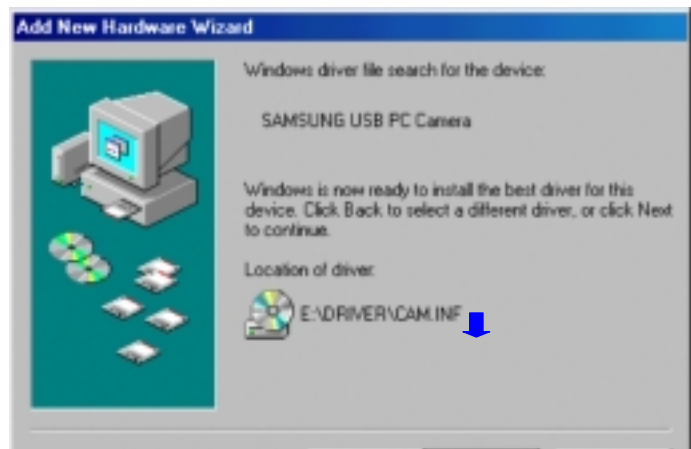 Add New Hardware Wizard
Windows driver file search for the device:
SAMSUNG USB PC Camera
Windows is now ready to install the best driver for this
device. Click Back to select a different driver, or click Next
to continue.
Location of driver:
E:\DRIVER\CAM.INF